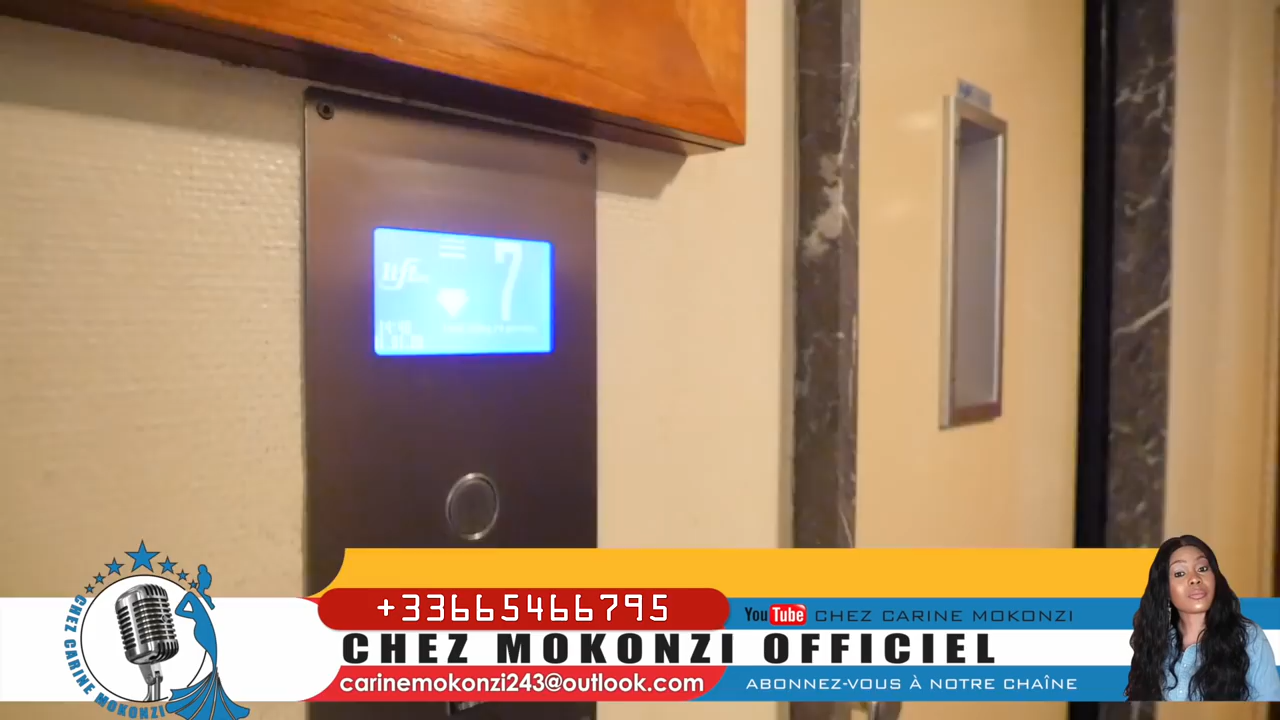 7
+33665466795
YouTube CHEZ CARINE MOKONZI
CHEZ MOKONZI OFFICIEL
carinemokonzi243@outlook.com
ABONNEZ-VOUS À NOTRE CHAÎNE
CHEZ CARINE MOKONZI